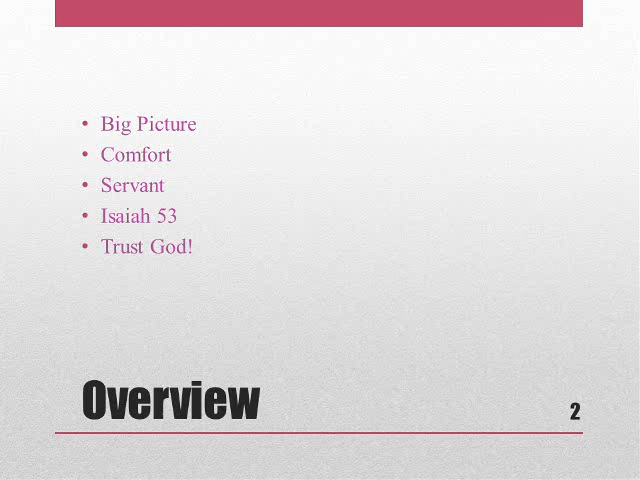 • Big Picture
• Comfort
• Servant
• Isaiah 53
• Trust God!
Overview
2